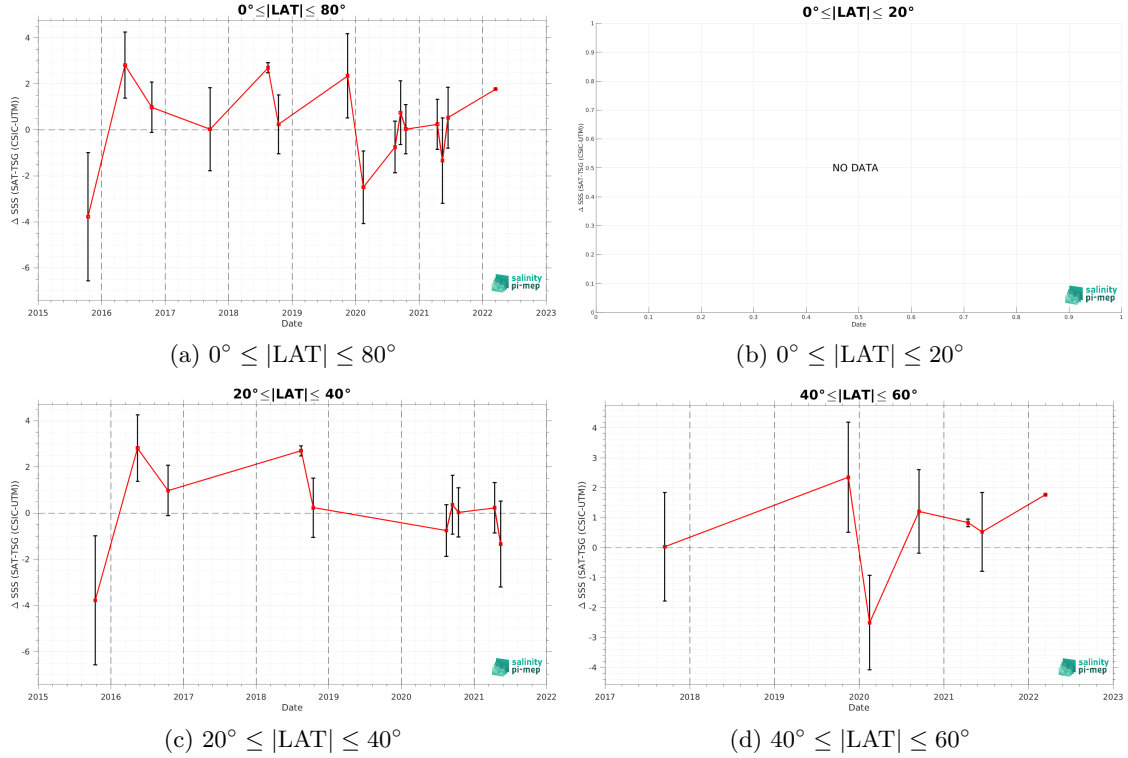 0°≤|LAT|≤ 80°
Δ SSS (SAT-TSG (CSIC-UTM))
4
2
0
-2
-4
-6
2015 2016 2017 2018 2019 2020 2021 2022 2023
Date
salinity
pi-mep
(a) 0° ≤ |LAT| ≤ 80°
0°≤|LAT|≤ 20°
Δ SSS (SAT-TSG (CSIC-UTM))
1
0.9
0.8
0.7
0.6
0.5
0.4
0.3
0.2
0.1
0
NO DATA
0 0.1 0.2 0.3 0.4 0.5 0.6 0.7 0.8 0.9 1
Date
salinity
pi-mep
(b) 0° ≤ |LAT| ≤ 20°
20°≤|LAT|≤ 40°
Δ SSS (SAT-TSG (CSIC-UTM))
4
2
0
-2
-4
-6
2015 2016 2017 2018 2019 2020 2021 2022
Date
salinity
pi-mep
(c) 20° ≤ |LAT| ≤ 40°
40°≤|LAT|≤ 60°
Δ SSS (SAT-TSG (CSIC-UTM))
4
3
2
1
0
-1
-2
-3
-4
2017 2018 2019 2020 2021 2022 2023
Date
salinity
pi-mep
(d) 40° ≤ |LAT| ≤ 60°